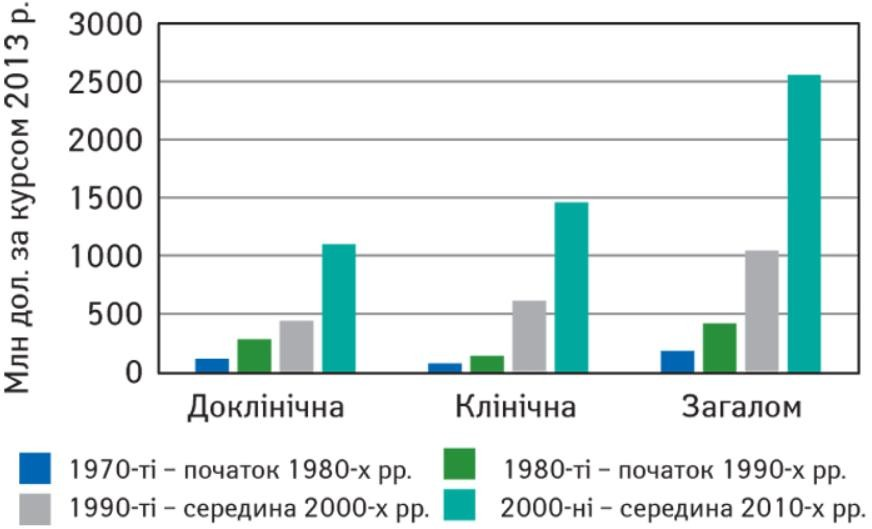 Млн дол. за курсом 2013 р.
3000
2500
2000
1500
1000
500
0
Доклінічна Клінічна Загалом
1970-ті – початок 1980-х рр. 1980-ті – початок 1990-х рр.
1990-ті – середина 2000-х рр. 2000-ні – середина 2010-х рр.